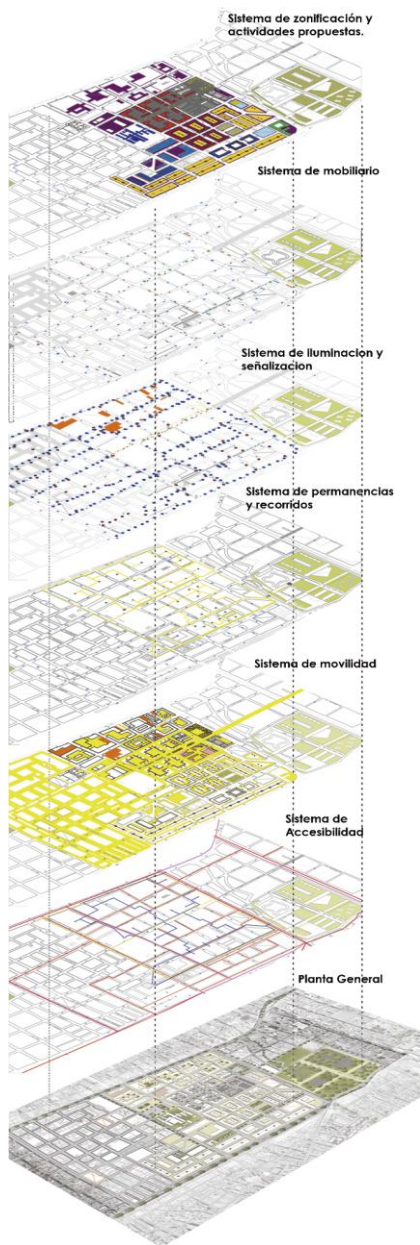 Sistema de zonificación y
actividades propuestas.
Sistema de mobiliario
Sistema de iluminacion y
señalizacion
Sistema de permanencias
y recorridos
Sistema de movilidad
Sistema de
Accesibilidad
Planta General